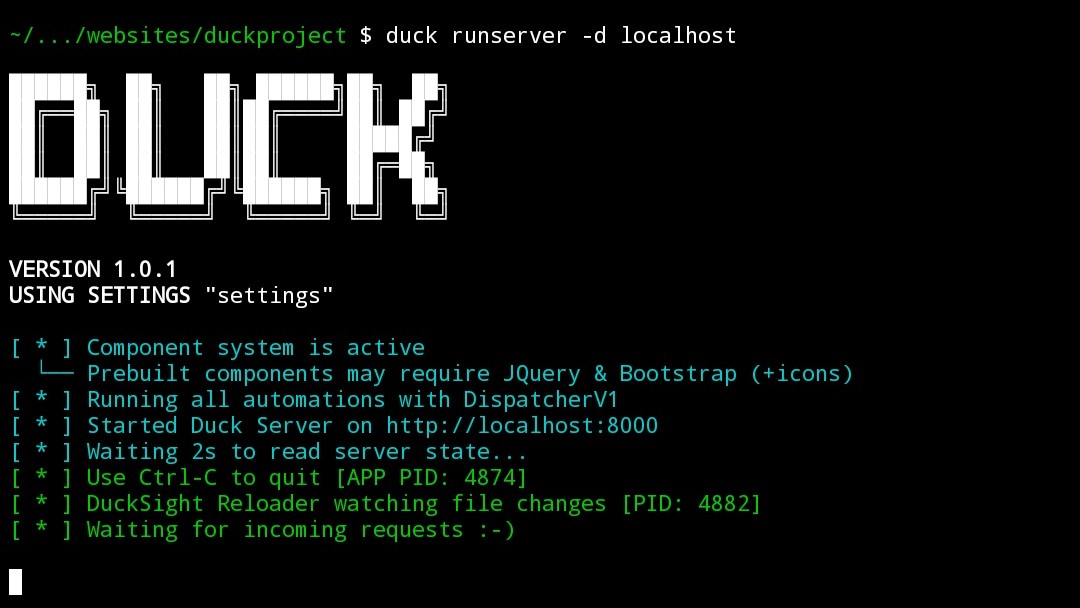 ~/.../websites/duckproject $ duck runserver -d localhost
DUCK
VERSION 1.0.1
USING SETTINGS "settings"
[ * ] Component system is active
└── Prebuilt components may require JQuery & Bootstrap (+icons)
[ * ] Running all automations with DispatcherV1
[ * ] Started Duck Server on http://localhost:8000
[ * ] Waiting 2s to read server state...
[ * ] Use Ctrl-C to quit [APP PID: 4874]
[ * ] DuckSight Reloader watching file changes [PID: 4882]
[ * ] Waiting for incoming requests :-)